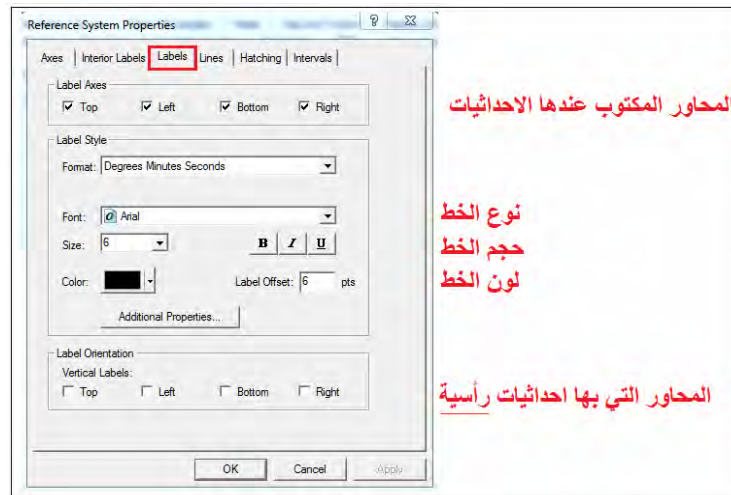 Reference System Properties
Axes Interior Labels Labels Lines Hatching Intervals
Label Axes
Top Left Bottom Right
المحاور المكتوب عندها الاحداثيات
Label Style
Format: Degrees Minutes Seconds
Font: Arial
نوع الخط
Size: 6 B I U
حجم الخط
Color: Label Offset: 6 pts
لون الخط
Additional Properties...
Label Orientation
Vertical Labels:
Top Left Bottom Right
المحاور التي بها احداثيات رأسية
OK Cancel Apply